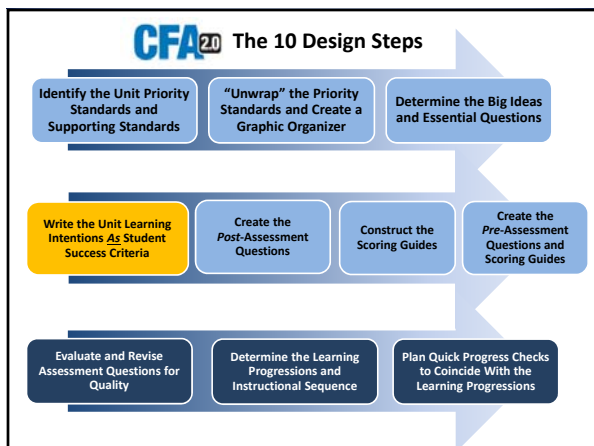 CFA 2.0 The 10 Design Steps
Identify the Unit Priority
Standards and
Supporting Standards
“Unwrap” the Priority
Standards and Create a
Graphic Organizer
Determine the Big Ideas
and Essential Questions
Write the Unit Learning
Intentions As Student
Success Criteria
Create the
Post-Assessment
Questions
Construct the
Scoring Guides
Create the
Pre-Assessment
Questions and
Scoring Guides
Evaluate and Revise
Assessment Questions for
Quality
Determine the Learning
Progressions and
Instructional Sequence
Plan Quick Progress Checks
to Coincide With the
Learning Progressions